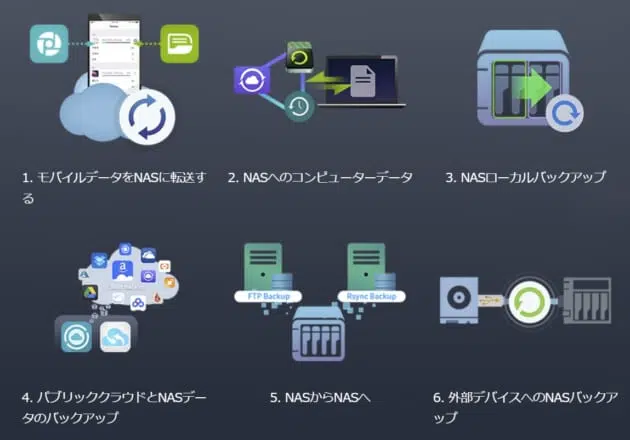 1. モバイルデータをNASに転送す
る
2. NASへのコンピューターデータ
3. NASローカルバックアップ
FTP Backup
Rsync Backup
4. パブリッククラウドとNASデー
タのバックアップ
5. NASからNASへ
6. 外部デバイスへのNASバックア
ップ